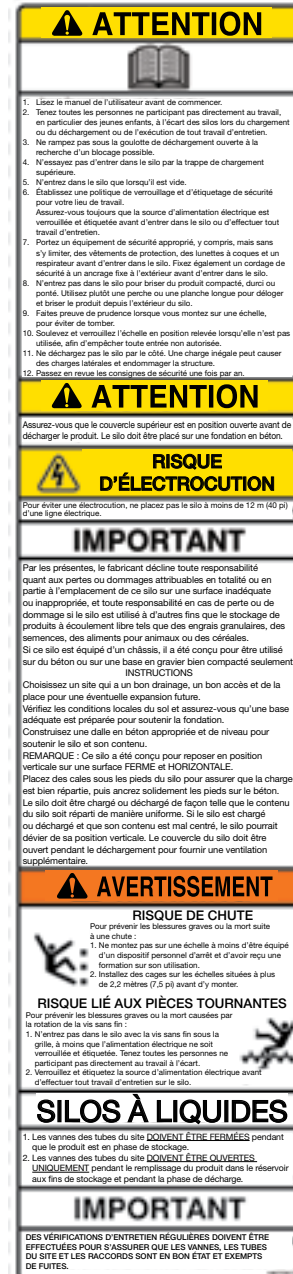 ATTENTION
1. Lisez le manuel de l'utilisateur avant de commencer.
2. Tenez toutes les personnes ne participant pas directement au travail,
en particulier des jeunes enfants, à l'écart des silos lors du chargement
ou du déchargement ou de l'exécution de tout travail d'entretien.
3. Ne rampez pas sous la goulotte de déchargement ouverte à la
recherche d'un blocage possible.
4. N'essayez pas d'entrer dans le silo par la trappe de chargement
supérieure.
5. N'entrez dans le silo que lorsqu'il est vide.
6. Établissez une politique de verrouillage et d'étiquetage de sécurité
pour votre lieu de travail.
Assurez-vous toujours que la source d'alimentation électrique est
verrouillée et étiquetée avant d'entrer dans le silo ou d'effectuer tout
travail d'entretien.
7. Portez un équipement de sécurité approprié, y compris, mais sans
s'y limiter, des vêtements de protection, des lunettes à coques et un
respirateur avant d'entrer dans le silo. Fixez également un cordage de
sécurité à un ancrage fixe à l'extérieur avant d'entrer dans le silo.
8. N'entrez pas dans le silo pour briser du produit compacté, durci ou
ponté. Utilisez plutôt une perche ou une planche longue pour déloger
et briser le produit depuis l'extérieur du silo.
9. Faites preuve de prudence lorsque vous montez sur une échelle,
pour éviter de tomber.
10. Soulevez et verrouillez l'échelle en position relevée lorsqu'elle n'est pas
utilisée, afin d'empêcher toute entrée non autorisée.
11. Ne déchargez pas le silo par le côté. Une charge inégale peut causer
des charges latérales et endommager la structure.
12. Passez en revue les consignes de sécurité une fois par an.
ATTENTION
Assurez-vous que le couvercle supérieur est en position ouverte avant de
décharger le produit. Le silo doit être placé sur une fondation en béton.
RISQUE
D'ÉLECTROCUTION
Pour éviter une électrocution, ne placez pas le silo à moins de 12 m (40 pi)
d'une ligne électrique.
IMPORTANT
Par les présentes, le fabricant décline toute responsabilité
quant aux pertes ou dommages attribuables en totalité ou en
partie à l'emplacement de ce silo sur une surface inadéquate
ou inappropriée, et toute responsabilité en cas de perte ou de
dommage si le silo est utilisé à d'autres fins que le stockage de
produits à écoulement libre tels que des engrais granulaires, des
semences, des aliments pour animaux ou des céréales.
Si ce silo est équipé d'un châssis, il a été conçu pour être utilisé
sur du béton ou sur une base en gravier bien compacté seulement
INSTRUCTIONS
Choisissez un site qui a un bon drainage, un bon accès et de la
place pour une éventuelle expansion future.
Vérifiez les conditions locales du sol et assurez-vous qu'une base
adéquate est préparée pour soutenir la fondation.
Construisez une dalle en béton appropriée et de niveau pour
soutenir le silo et son contenu.
REMARQUE : Ce silo a été conçu pour reposer en position
verticale sur une surface FERME et HORIZONTALE.
Placez des cales sous les pieds du silo pour assurer que la charge
est bien répartie, puis ancrez solidement les pieds sur le béton.
Le silo doit être chargé ou déchargé de façon telle que le contenu
du silo soit réparti de manière uniforme. Si le silo est chargé
ou déchargé et que son contenu est mal centré, le silo pourrait
dévier de sa position verticale. Le couvercle du silo doit être
ouvert pendant le déchargement pour fournir une ventilation
supplémentaire.
AVERTISSEMENT
RISQUE DE CHUTE
Pour prévenir les blessures graves ou la mort suite
à une chute :
1. Ne montez pas sur une échelle à moins d'être équipé
d'un dispositif personnel d'arrêt et d'avoir reçu une
formation sur son utilisation.
2. Installez des cages sur les échelles situées à plus
de 2,2 mètres (7,5 pi) avant d'y monter.
RISQUE LIÉ AUX PIÈCES TOURNANTES
Pour prévenir les blessures graves ou la mort causées par
la rotation de la vis sans fin :
1. N'entrez pas dans le silo avec la vis sans fin sous la
grille, à moins que l'alimentation électrique ne soit
verrouillée et étiquetée. Tenez toutes les personnes ne
participant pas directement au travail à l'écart.
2. Verrouillez et étiquetez la source d'alimentation électrique avant
d'effectuer tout travail d'entretien sur le silo.
SILOS À LIQUIDES
1. Les vannes des tubes du site DOIVENT ÊTRE FERMÉES pendant
que le produit est en phase de stockage.
2. Les vannes des tubes du site DOIVENT ÊTRE OUVERTES
UNIQUEMENT pendant le remplissage du produit dans le réservoir
aux fins de stockage et pendant la phase de décharge.
IMPORTANT
DES VÉRIFICATIONS D'ENTRETIEN RÉGULIÈRES DOIVENT ÊTRE
EFFECTUÉES POUR S'ASSURER QUE LES VANNES, LES TUBES
DU SITE ET LES RACCORDS SONT EN BON ÉTAT ET EXEMPTS
DE FUITES.